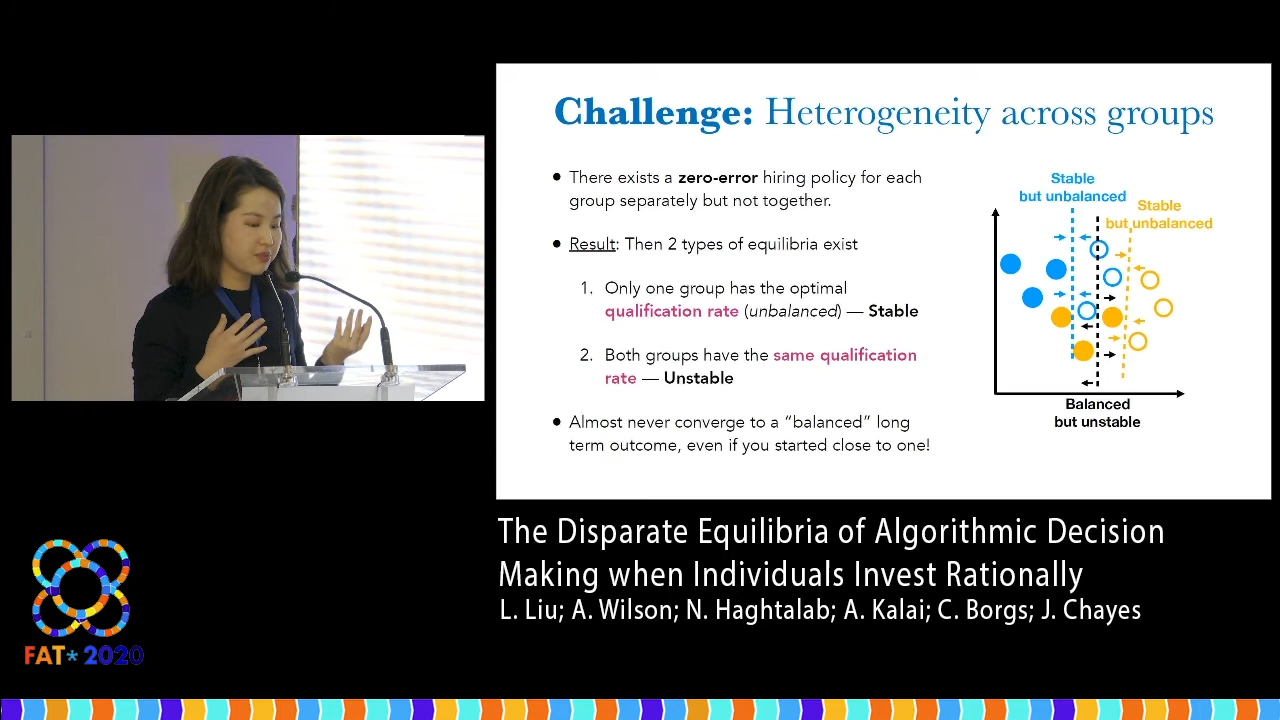 Challenge: Heterogeneity across groups
• There exists a zero-error hiring policy for each
group separately but not together.
• Result: Then 2 types of equilibria exist
1. Only one group has the optimal
qualification rate (unbalanced) — Stable
2. Both groups have the same qualification
rate — Unstable
• Almost never converge to a “balanced” long
term outcome, even if you started close to one!
Stable
but unbalanced
Stable
but unbalanced
Balanced
but unstable
The Disparate Equilibria of Algorithmic Decision
Making when Individuals Invest Rationally
L. Liu; A. Wilson; N. Haghtalab; A. Kalai; C. Borgs; J. Chayes
FAT* 2020